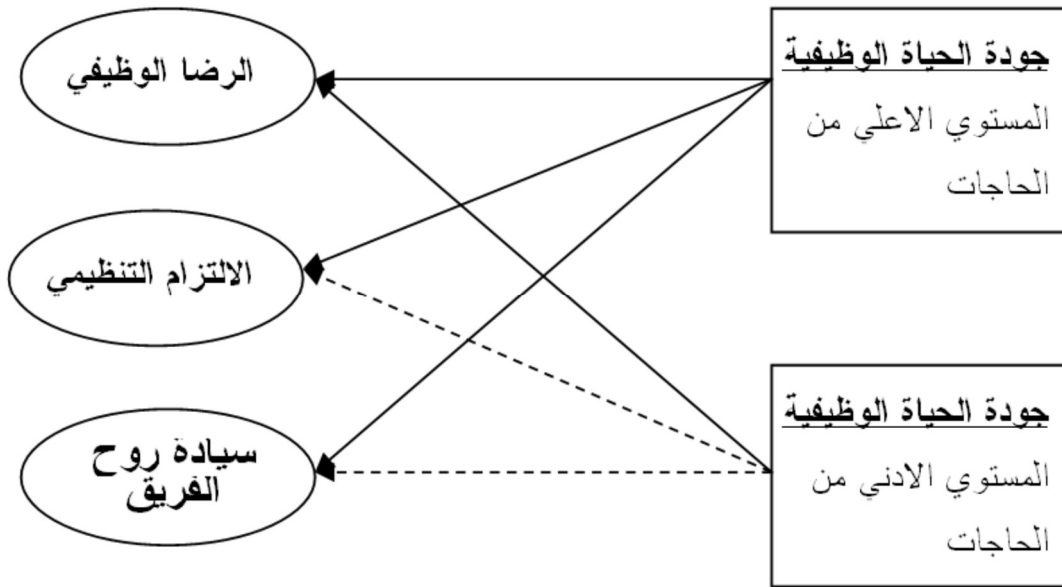 جودة الحياة الوظيفية
المستوي الاعلي من
الحاجات
الرضا الوظيفي
الالتزام التنظيمي
جودة الحياة الوظيفية
المستوي الادني من
الحاجات
سيادة روح
الفريق